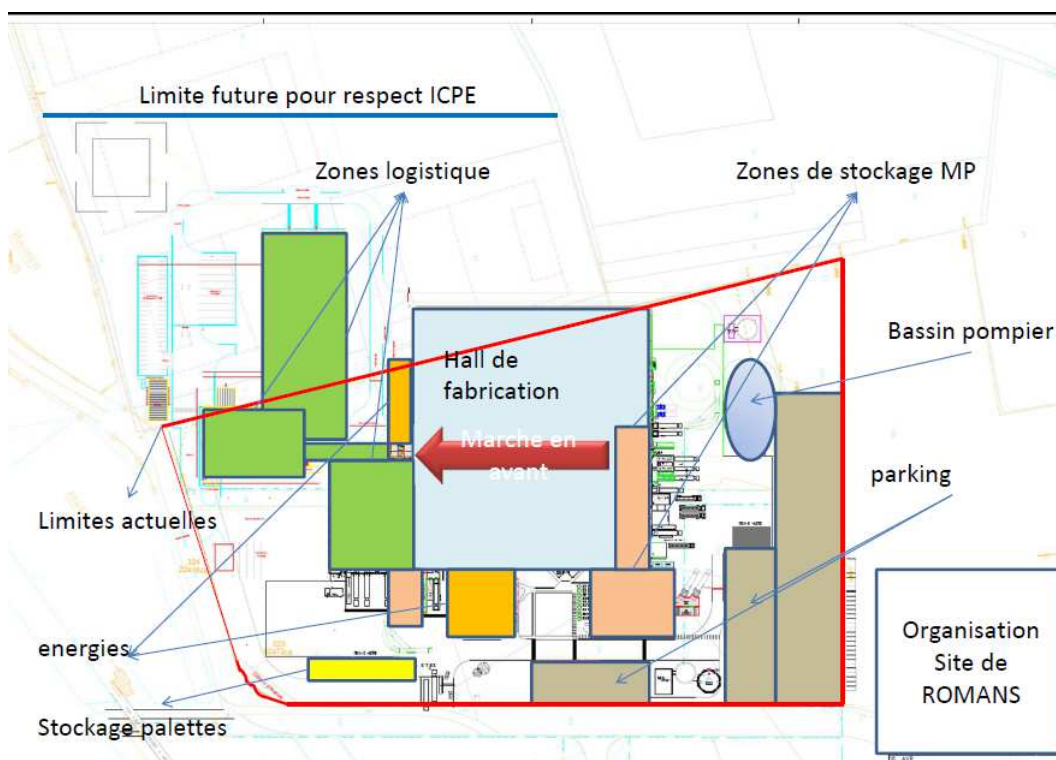 Limite future pour respect ICPE
Zones logistique
Zones de stockage MP
Bassin pompier
Hall de
fabrication
Marche en
avant
parking
Limites actuelles
energies
Organisation
Site de
ROMANS
Stockage palettes